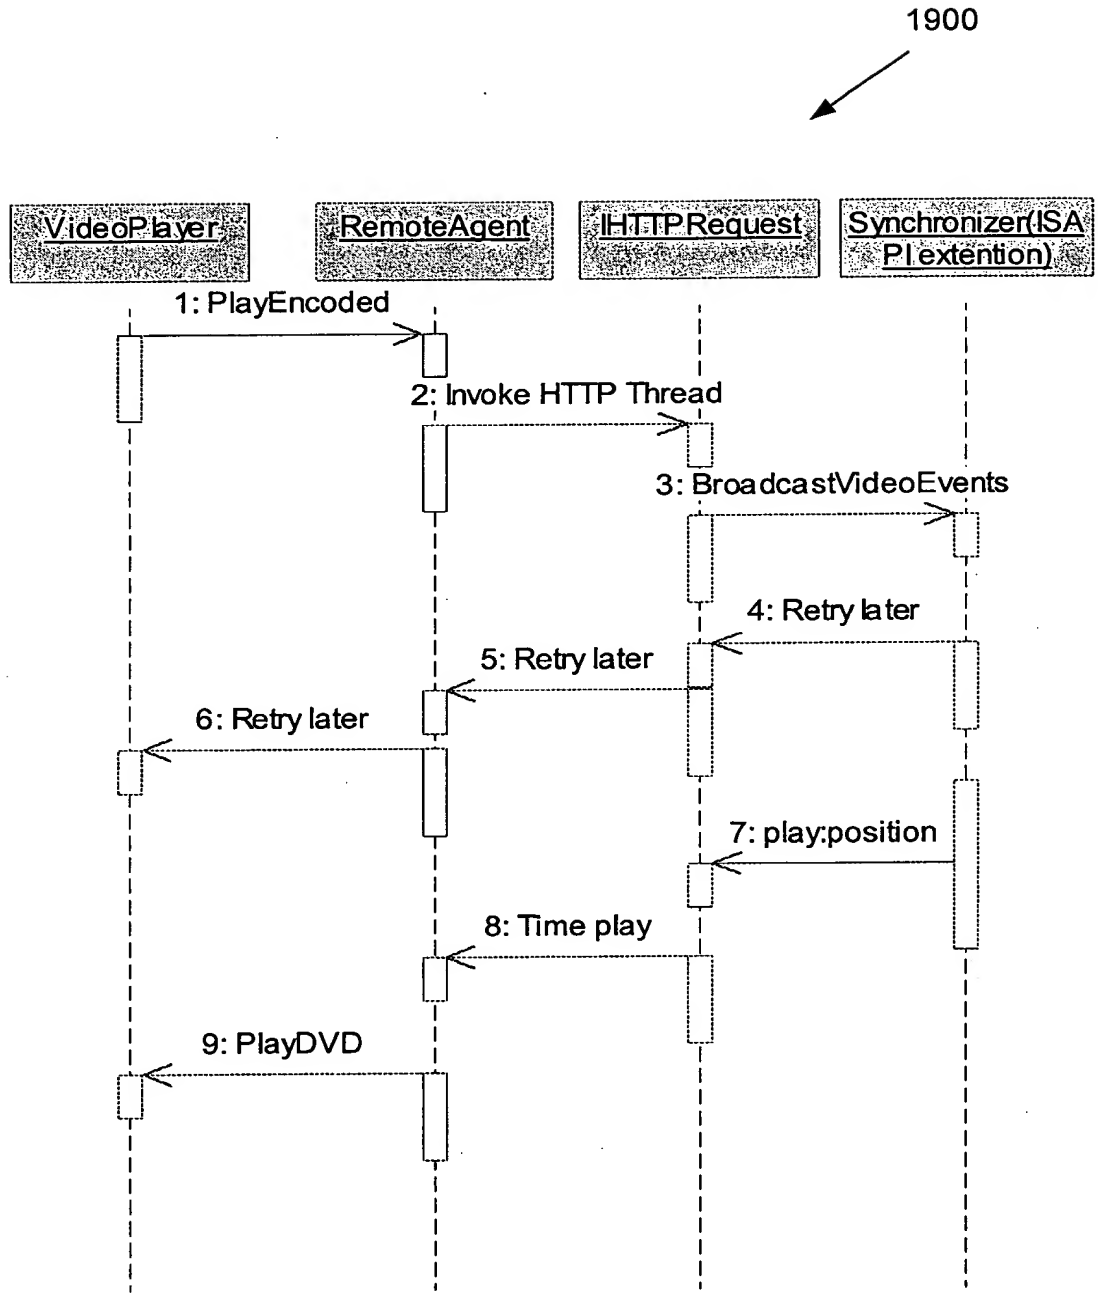 1900
VideoPlayer
RemoteAgent
IHTTPRequest
Synchronizer(ISA
PI extention)
1: PlayEncoded
2: Invoke HTTP Thread
3: BroadcastVideoEvents
4: Retry later
5: Retry later
6: Retry later
7: play:position
8: Time play
9: PlayDVD